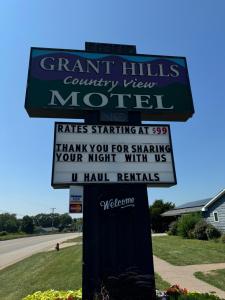 GRANT HILLS
Country View
MOTEL
RATES STARTING AT $99
THANK YOU FOR SHARING
YOUR NIGHT WITH US
U HAUL RENTALS
Welcome